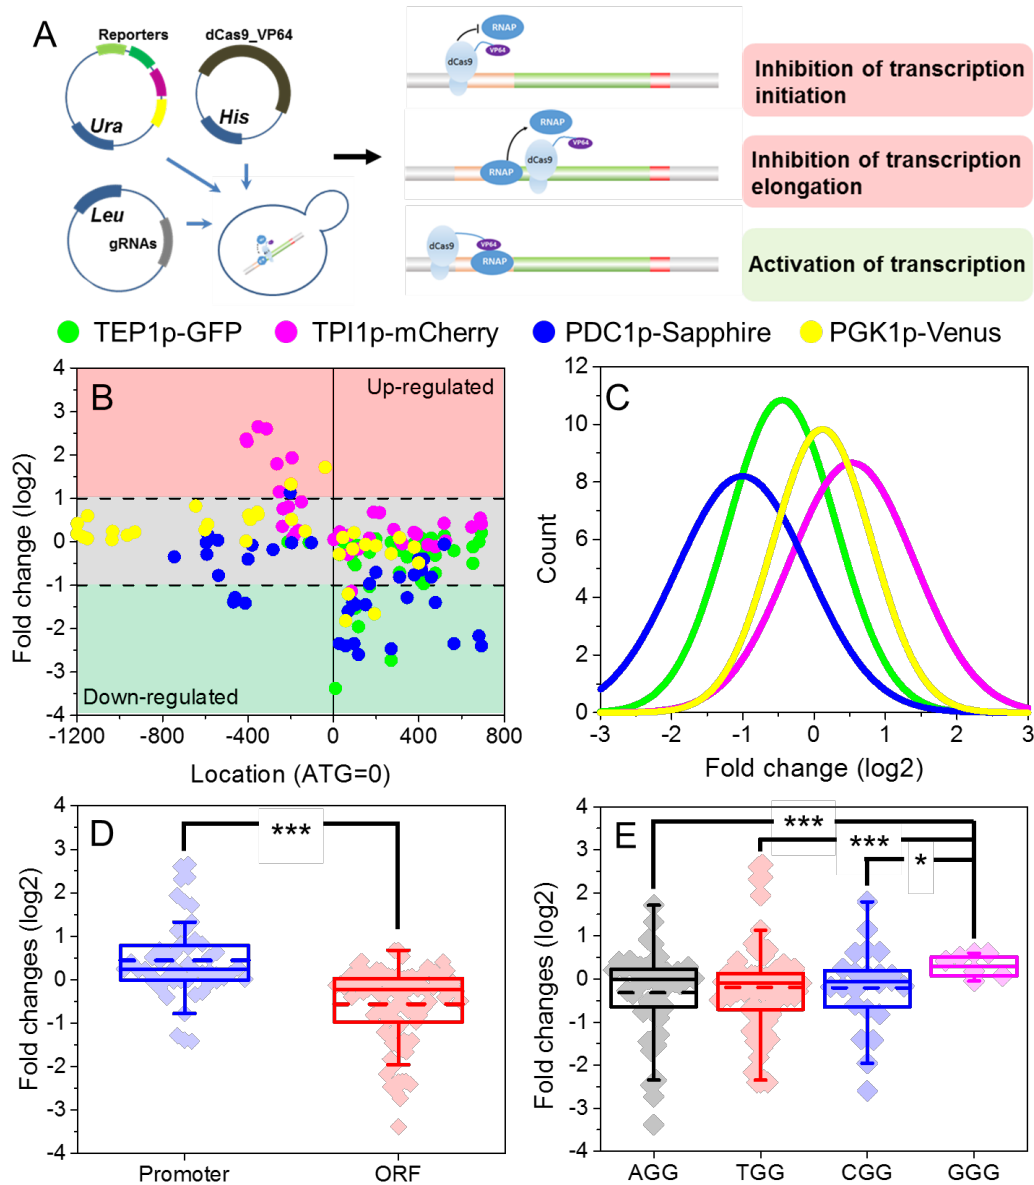 A
Reporters
dCas9_VP64
Ura
His
Leu
gRNAs
RNAP
dCas9
VP64
Inhibition of transcription
initiation
RNAP
dCas9
VP64
RNAP
Inhibition of transcription
elongation
dCas9
VP64
RNAP
Activation of transcription
TEP1p-GFP
TPI1p-mCherry
PDC1p-Sapphire
PGK1p-Venus
B
Up-regulated
Down-regulated
Fold change (log2)
4
3
2
1
0
-1
-2
-3
-4
-1200 -800 -400 0 400 800
Location (ATG=0)
C
Count
12
10
8
6
4
2
0
-3 -2 -1 0 1 2 3
Fold change (log2)
D
***
Fold changes (log2)
4
3
2
1
0
-1
-2
-3
-4
Promoter ORF
E
***
***
*
Fold changes (log2)
4
3
2
1
0
-1
-2
-3
-4
AGG TGG CGG GGG